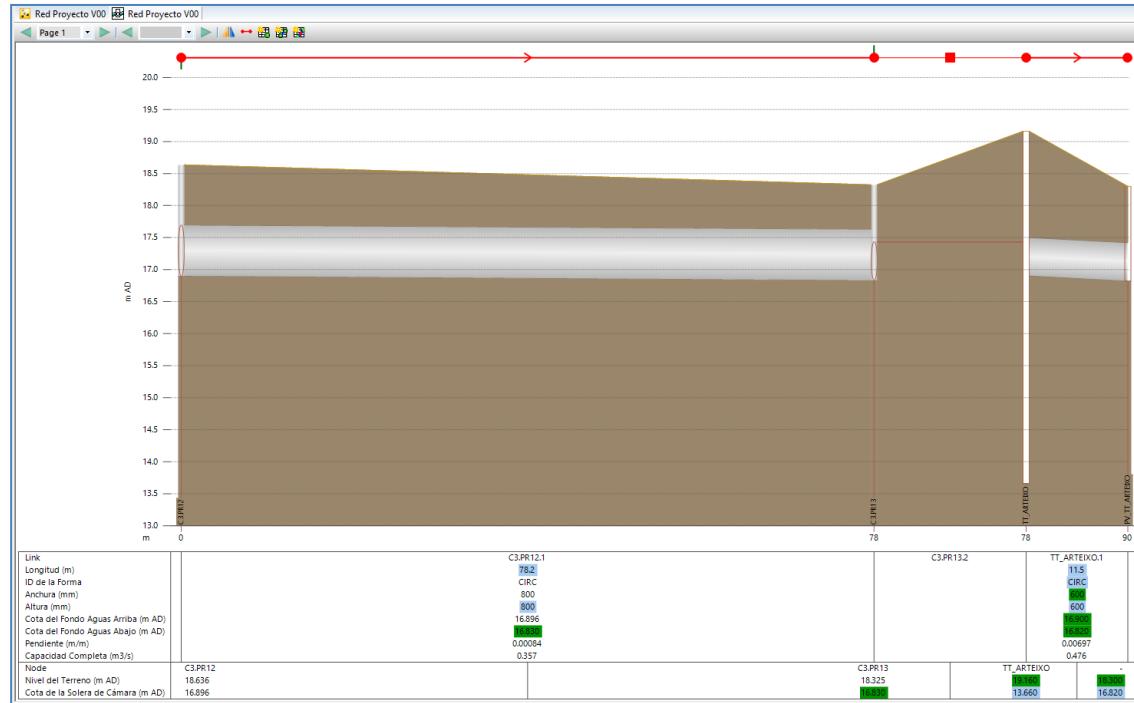 Red Proyecto V00 Red Proyecto V00
Page 1
20.0
19.5
19.0
18.5
18.0
17.5
17.0
m AD
16.5
16.0
15.5
15.0
14.5
14.0
13.5
13.0
C3.PR12 C3.PR13 TT_ARTEIXO PV_TT_ARTEIXO
m 0 78 78 90
Link C3.PR12.1 C3.PR13.2 TT_ARTEIXO.1
Longitud (m) 78.2 11.5
ID de la Forma CIRC CIRC
Anchura (mm) 800 600
Altura (mm) 800 600
Cota del Fondo Aguas Arriba (m AD) 16.896 16.900
Cota del Fondo Aguas Abajo (m AD) 16.830 16.820
Pendiente (m/m) 0.00084 0.00697
Capacidad Completa (m3/s) 0.357 0.476
Node C3.PR12 C3.PR13 TT_ARTEIXO -
Nivel del Terreno (m AD) 18.636 18.325 19.160 18.300
Cota de la Solera de Cámara (m AD) 16.896 16.830 13.660 16.820